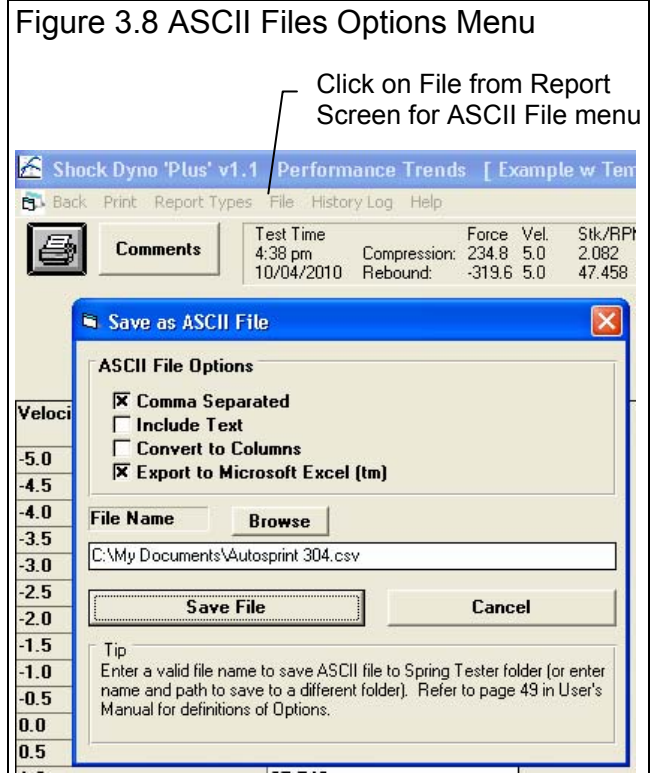 Figure 3.8 ASCII Files Options Menu
Click on File from Report
Screen for ASCII File menu
Shock Dyno 'Plus' v1.1 Performance Trends [ Example w Tem
Back Print Report Types File History Log Help
Comments
Test Time Force Vel. Stk/RPM
4:38 pm Compression: 234.8 5.0 2.082
10/04/2010 Rebound: -319.6 5.0 47.458
Save as ASCII File
ASCII File Options
Comma Separated
Include Text
Convert to Columns
Export to Microsoft Excel (tm)
File Name Browse
C:\My Documents\Autosprint 304.csv
Save File Cancel
Tip
Enter a valid file name to save ASCII file to Spring Tester folder (or enter
name and path to save to a different folder). Refer to page 49 in User's
Manual for definitions of Options.
Veloci
-5.0
-4.5
-4.0
-3.5
-3.0
-2.5
-2.0
-1.5
-1.0
-0.5
0.0
0.5